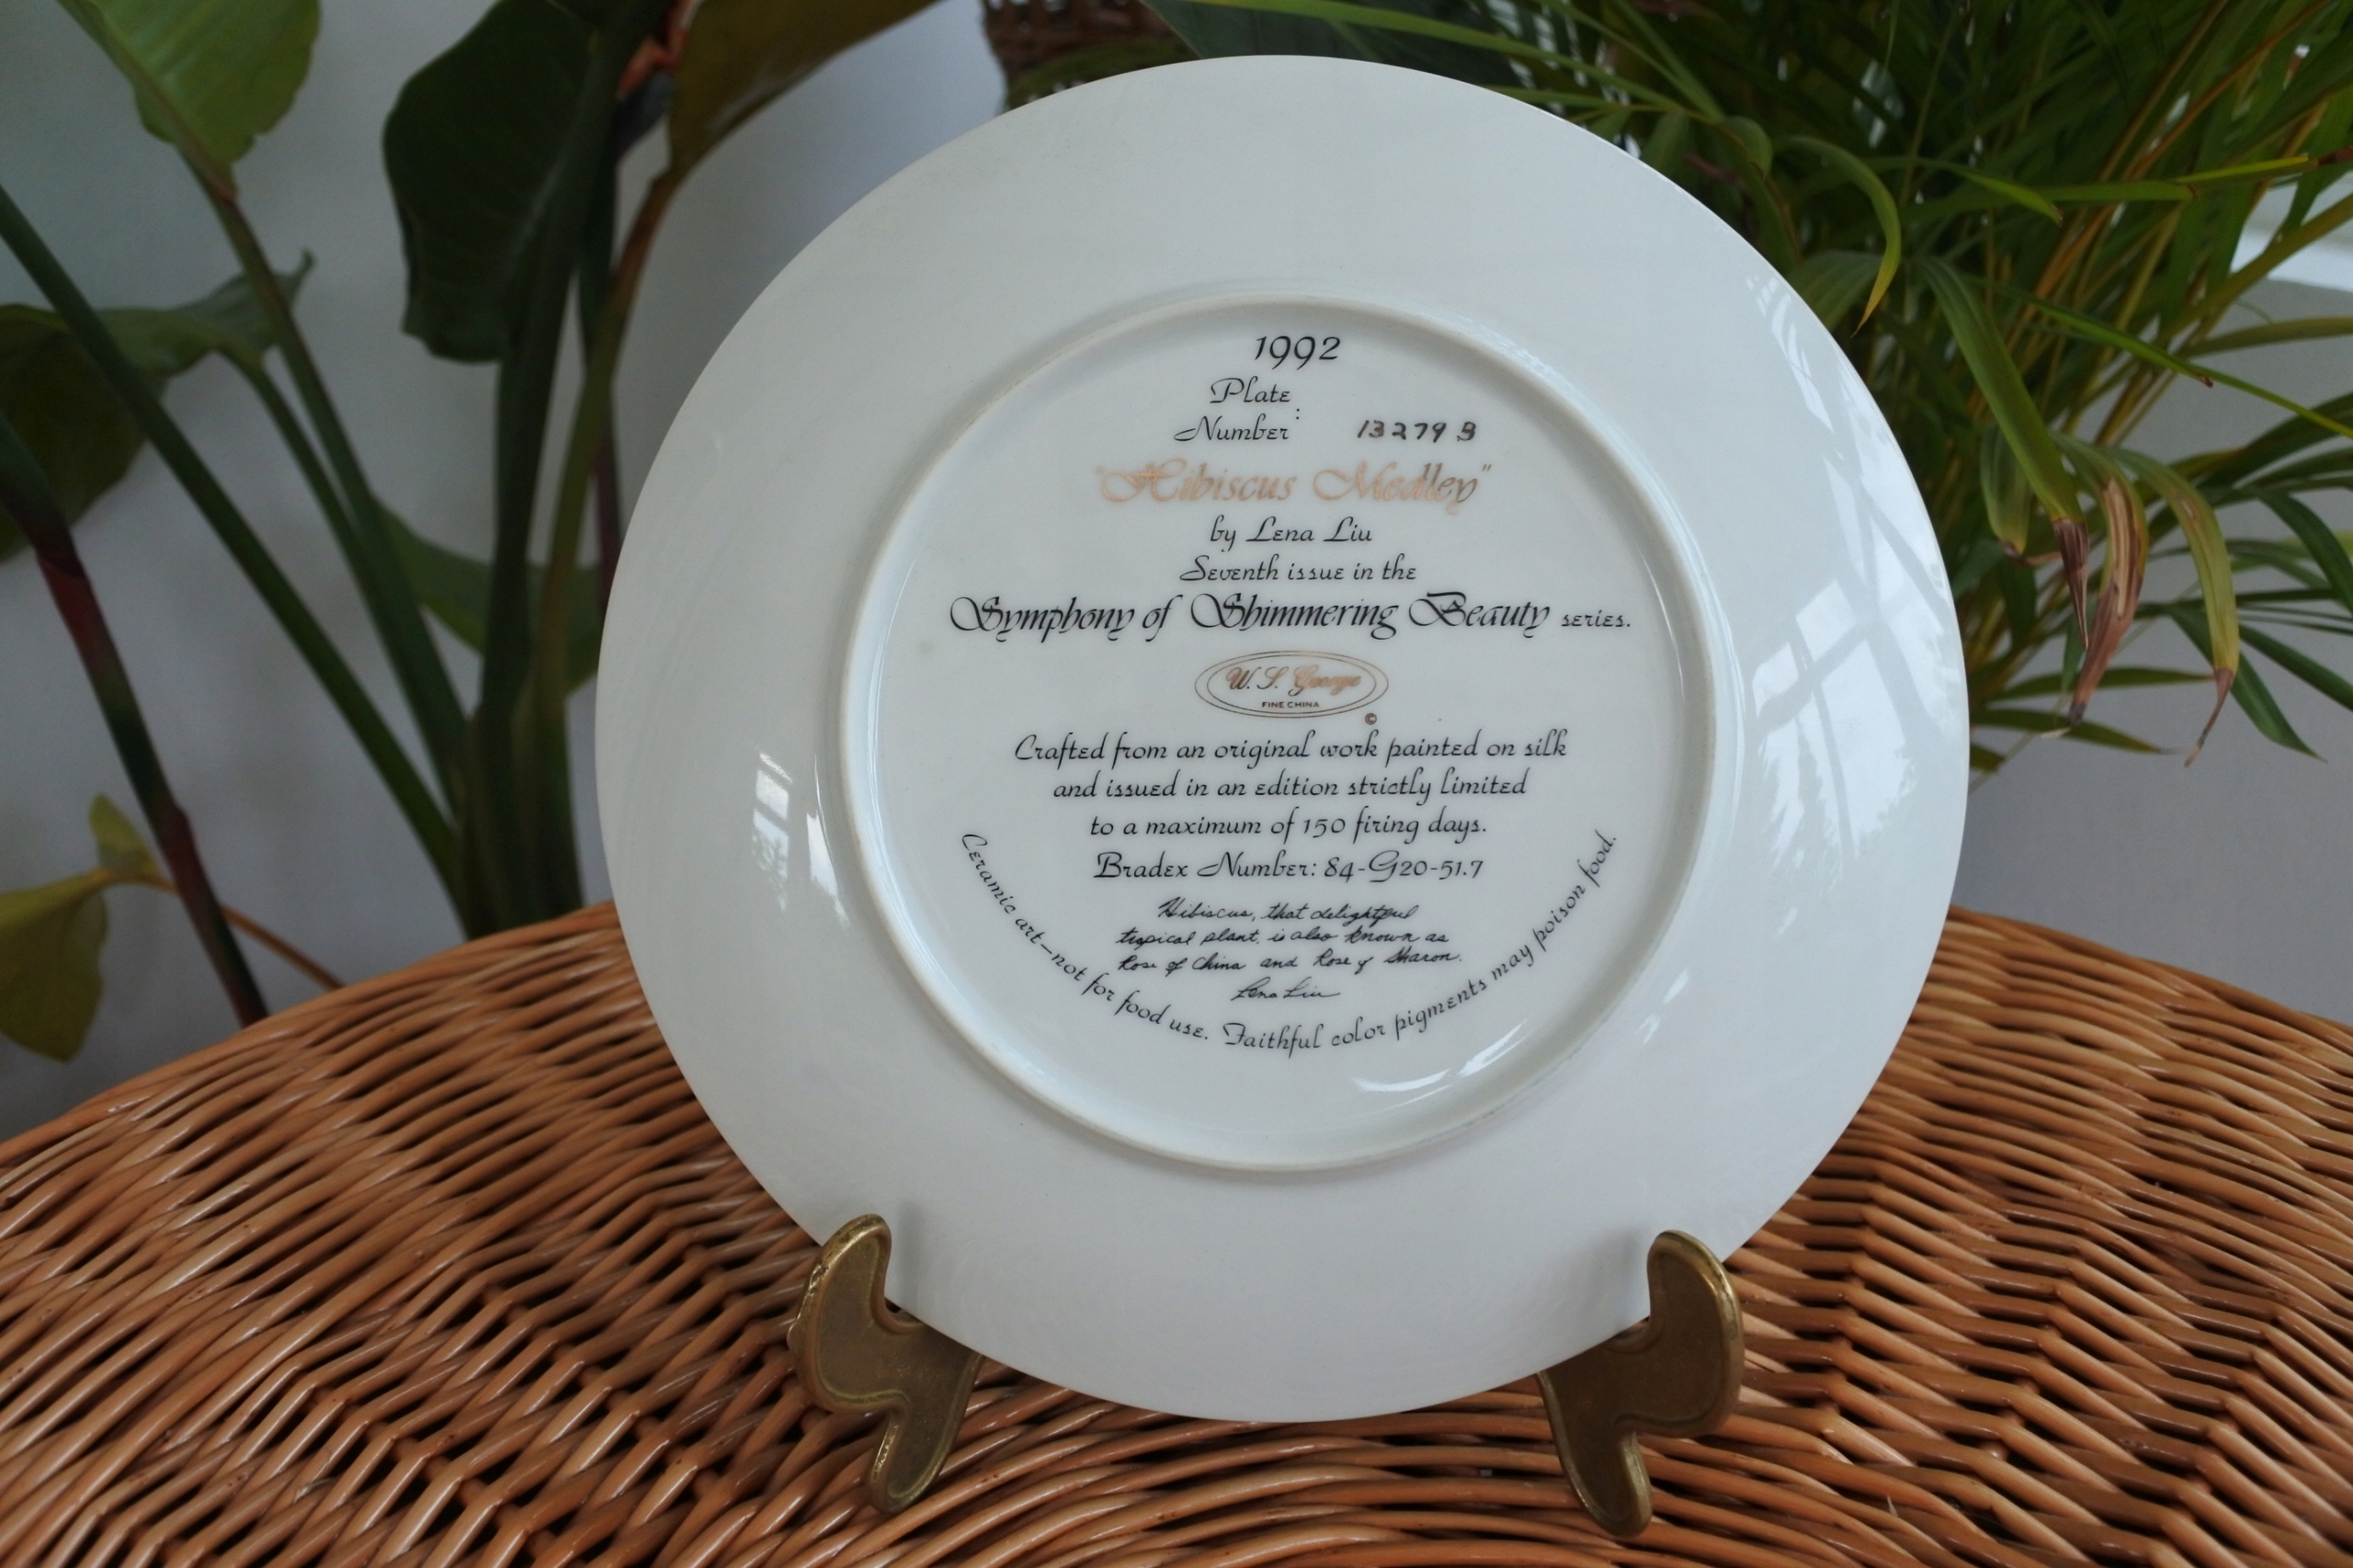 1992
Plate
Number: 13279 B
"Hibiscus Medley"
by Lena Liu
Seventh issue in the
Symphony of Shimmering Beauty series.
W. S. George
FINE CHINA
©
Crafted from an original work painted on silk
and issued in an edition strictly limited
to a maximum of 150 firing days.
Bradex Number: 84-G20-51.7
Hibiscus, that delightful
tropical plant, is also known as
Rose of China and Rose of Sharon.
Lena Liu
Ceramic art—not for food use. Faithful color pigments may poison food.